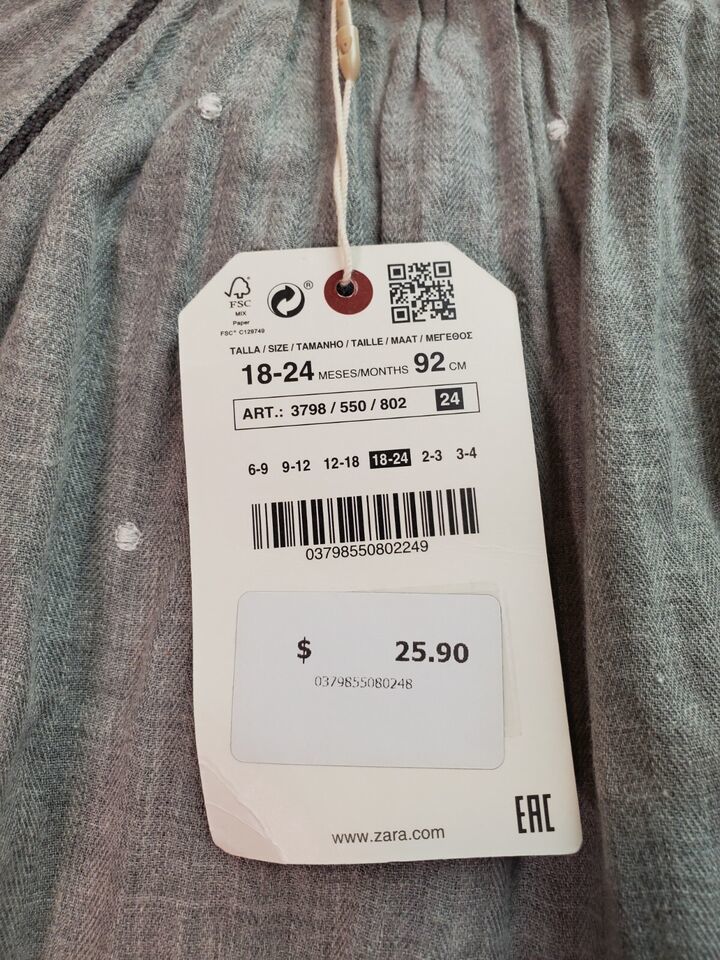 FSC
MIX
Paper
FSC® C128749
®
TALLA / SIZE / TAMANHO / TAILLE / MAAT / ΜΕΓΕΘΟΣ
18-24 MESES/MONTHS 92 CM
ART.: 3798 / 550 / 802 24
6-9 9-12 12-18 18-24 2-3 3-4
03798550802249
$ 25.90
0379855080248
www.zara.com
EAC